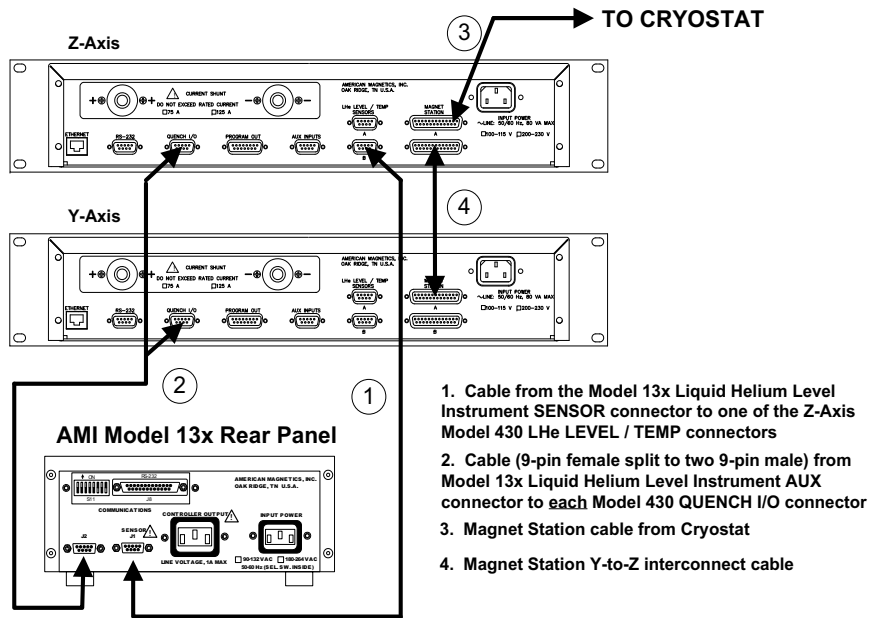 TO CRYOSTAT
3
Z-Axis
CURRENT SHUNT
DO NOT EXCEED RATED CURRENT
□75 A □125 A
AMERICAN MAGNETICS, INC.
OAK RIDGE, TN U.S.A.
LHe LEVEL / TEMP
SENSORS
A
B
MAGNET
STATION
A
INPUT POWER
~LINE: 50/60 Hz, 80 VA MAX
□100-115 V □200-230 V
ETHERNET
RS-232
QUENCH I/O
PROGRAM OUT
AUX INPUTS
4
Y-Axis
CURRENT SHUNT
DO NOT EXCEED RATED CURRENT
□75 A □125 A
AMERICAN MAGNETICS, INC.
OAK RIDGE, TN U.S.A.
LHe LEVEL / TEMP
SENSORS
A
B
STATION
A
B
INPUT POWER
~LINE: 50/60 Hz, 80 VA MAX
□100-115 V □200-230 V
ETHERNET
RS-232
QUENCH I/O
PROGRAM OUT
AUX INPUTS
2
1
AMI Model 13x Rear Panel
ON
S11
RS-232
J8
COMMUNICATIONS
AMERICAN MAGNETICS, INC.
OAK RIDGE, TN U.S.A.
CONTROLLER OUTPUT
INPUT POWER
J2
SENSOR
J1
LINE VOLTAGE, 1A MAX
□ 90-132 VAC □ 180-264 VAC
50-60 Hz (SEL. SW. INSIDE)
1. Cable from the Model 13x Liquid Helium Level
Instrument SENSOR connector to one of the Z-Axis
Model 430 LHe LEVEL / TEMP connectors
2. Cable (9-pin female split to two 9-pin male) from
Model 13x Liquid Helium Level Instrument AUX
connector to each Model 430 QUENCH I/O connector
3. Magnet Station cable from Cryostat
4. Magnet Station Y-to-Z interconnect cable